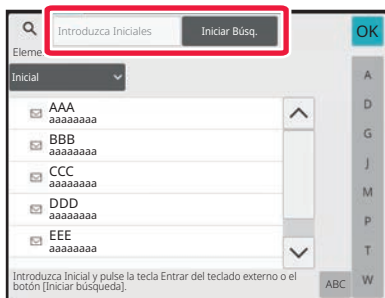 Introduzca Iniciales
Iniciar Búsq.
OK
Eleme
Inicial
A
D
G
J
M
P
T
W
AAA
aaaaaaaa
BBB
aaaaaaaa
CCC
aaaaaaaa
DDD
aaaaaaaa
EEE
aaaaaaaa
Introduzca Inicial y pulse la tecla Entrar del teclado externo o el
botón [Iniciar búsqueda].
ABC